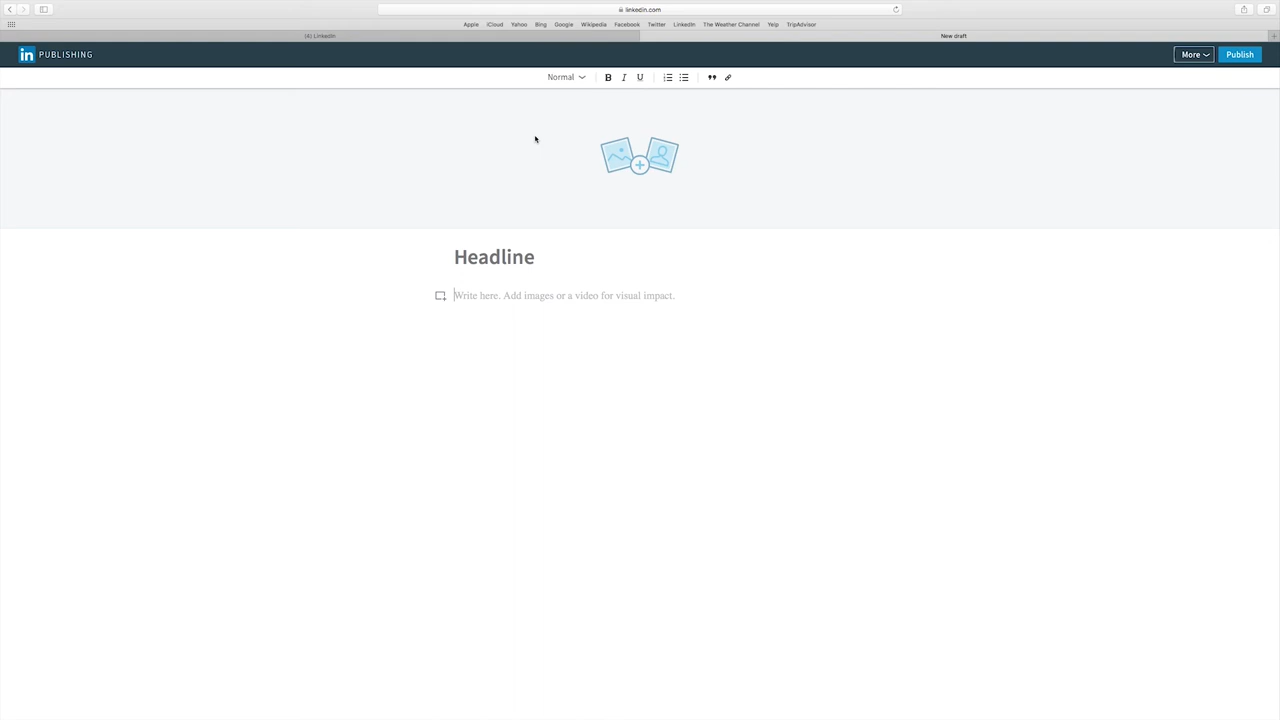 linkedin.com
Apple iCloud Yahoo Bing Google Wikipedia Facebook Twitter LinkedIn The Weather Channel Yelp TripAdvisor
(4) LinkedIn New draft
in PUBLISHING More Publish
Normal B I U
Headline
Write here. Add images or a video for visual impact.